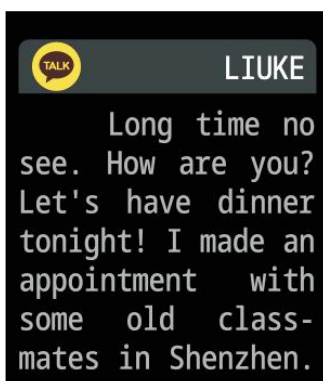 TALK
LIUKE
Long time no
see. How are you?
Let's have dinner
tonight! I made an
appointment with
some old class-
mates in Shenzhen.